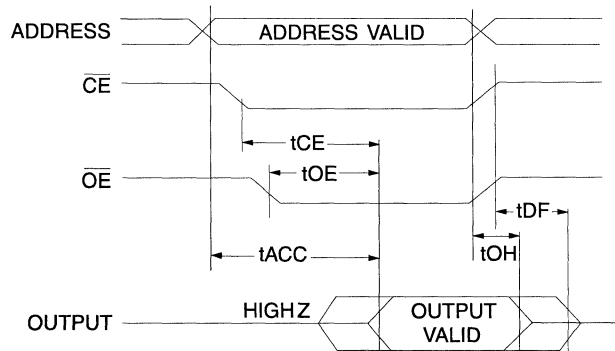 ADDRESS
ADDRESS VALID
CE
tCE
tOE
OE
tDF
tACC
tOH
HIGH Z
OUTPUT
OUTPUT
VALID